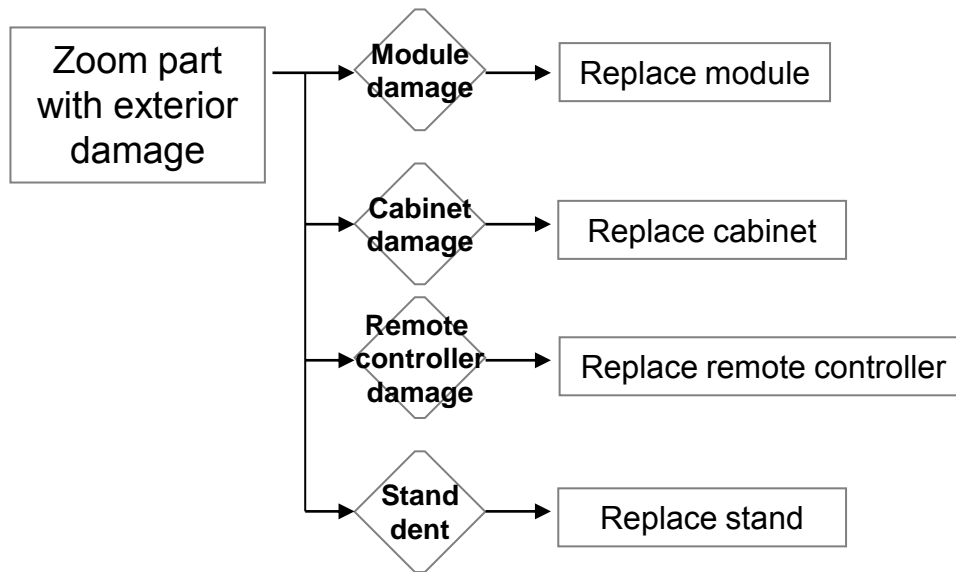 Zoom part
with exterior
damage
Module
damage
Replace module
Cabinet
damage
Replace cabinet
Remote
controller
damage
Replace remote controller
Stand
dent
Replace stand